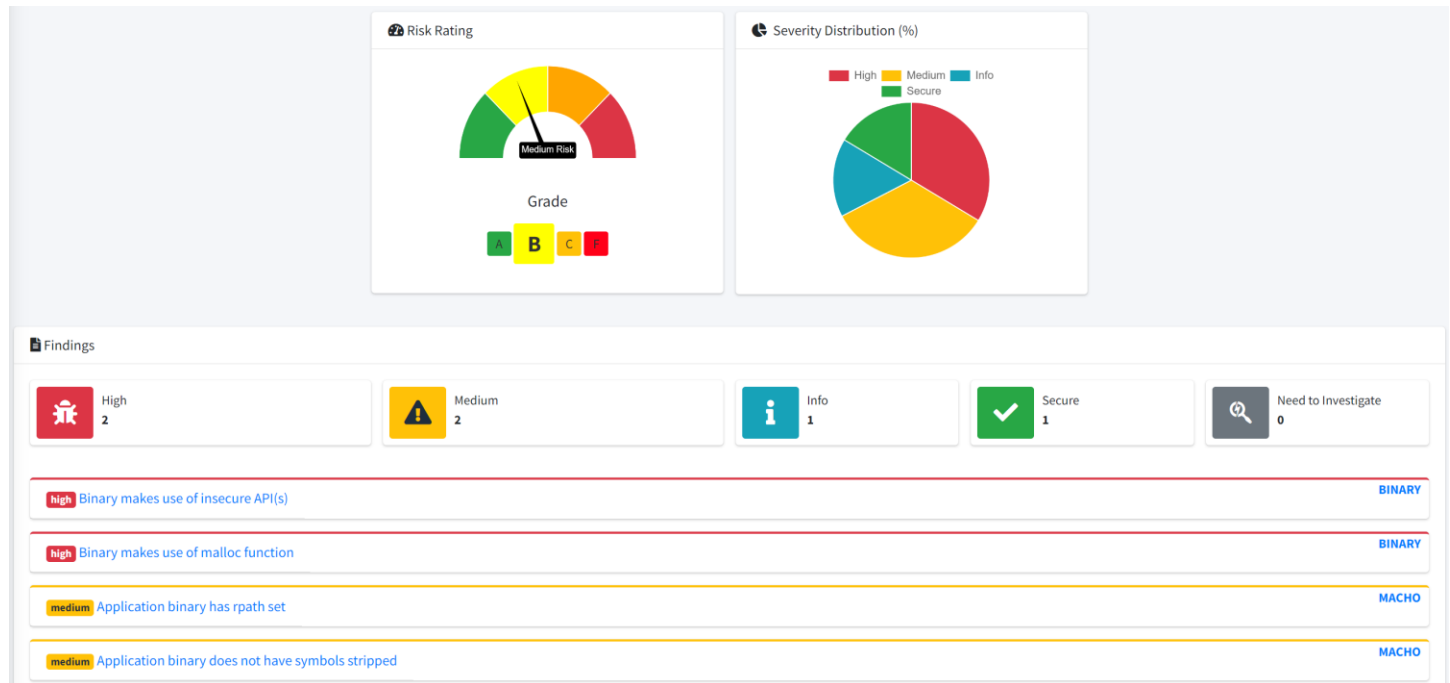 Risk Rating
Medium Risk
Grade
A B C F
Severity Distribution (%)
High Medium Info
Secure
Findings
High
2
Medium
2
Info
1
Secure
1
Need to Investigate
0
high Binary makes use of insecure API(s) BINARY
high Binary makes use of malloc function BINARY
medium Application binary has rpath set MACHO
medium Application binary does not have symbols stripped MACHO